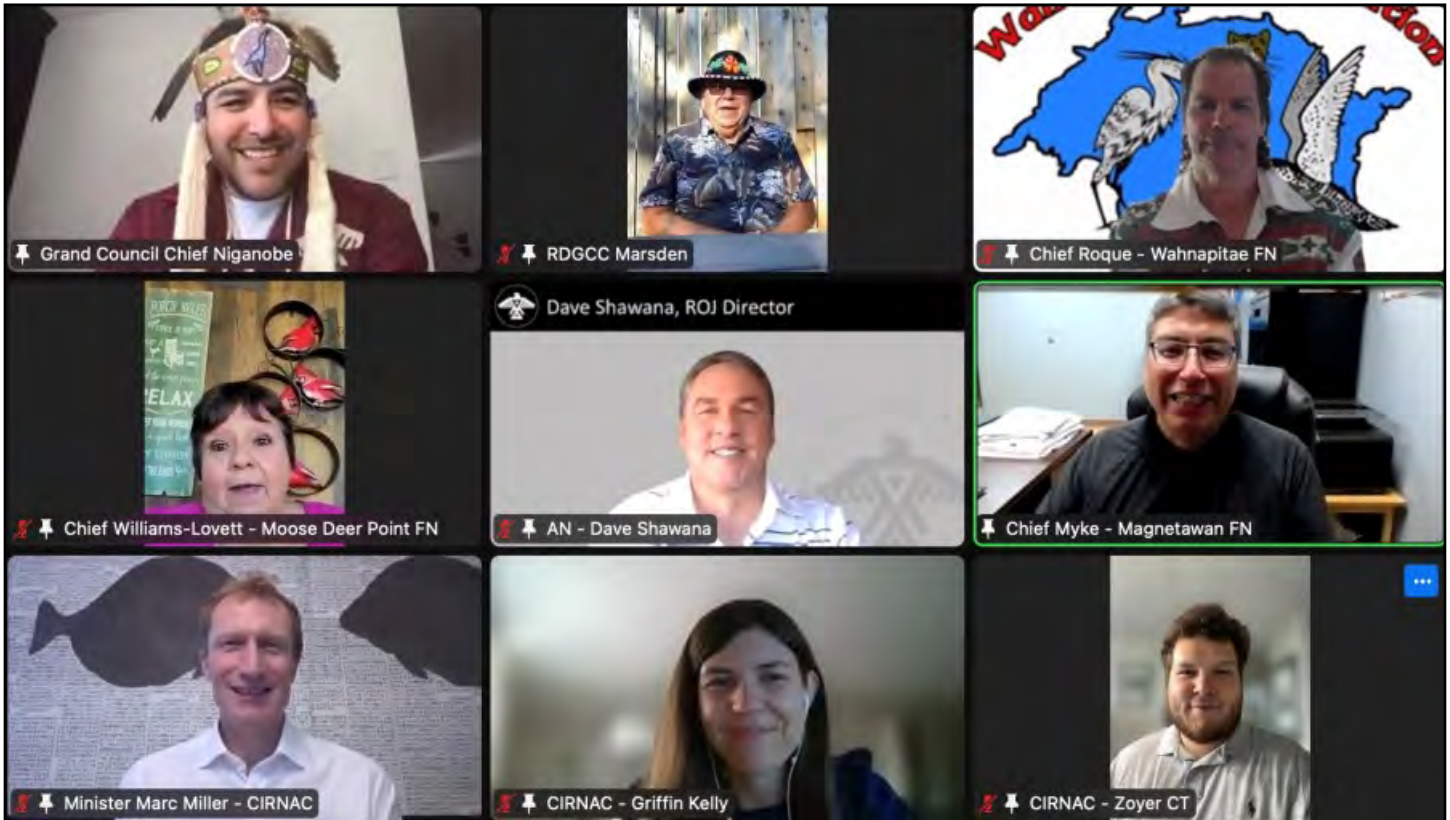 Grand Council Chief Niganobe
RDGCC Marsden
Chief Roque - Wahnapitae FN
RELAX
Chief Williams-Lovett - Moose Deer Point FN
Dave Shawana, ROJ Director
AN - Dave Shawana
Chief Myke - Magnetawan FN
Minister Marc Miller - CIRNAC
CIRNAC - Griffin Kelly
CIRNAC - Zoyer CT